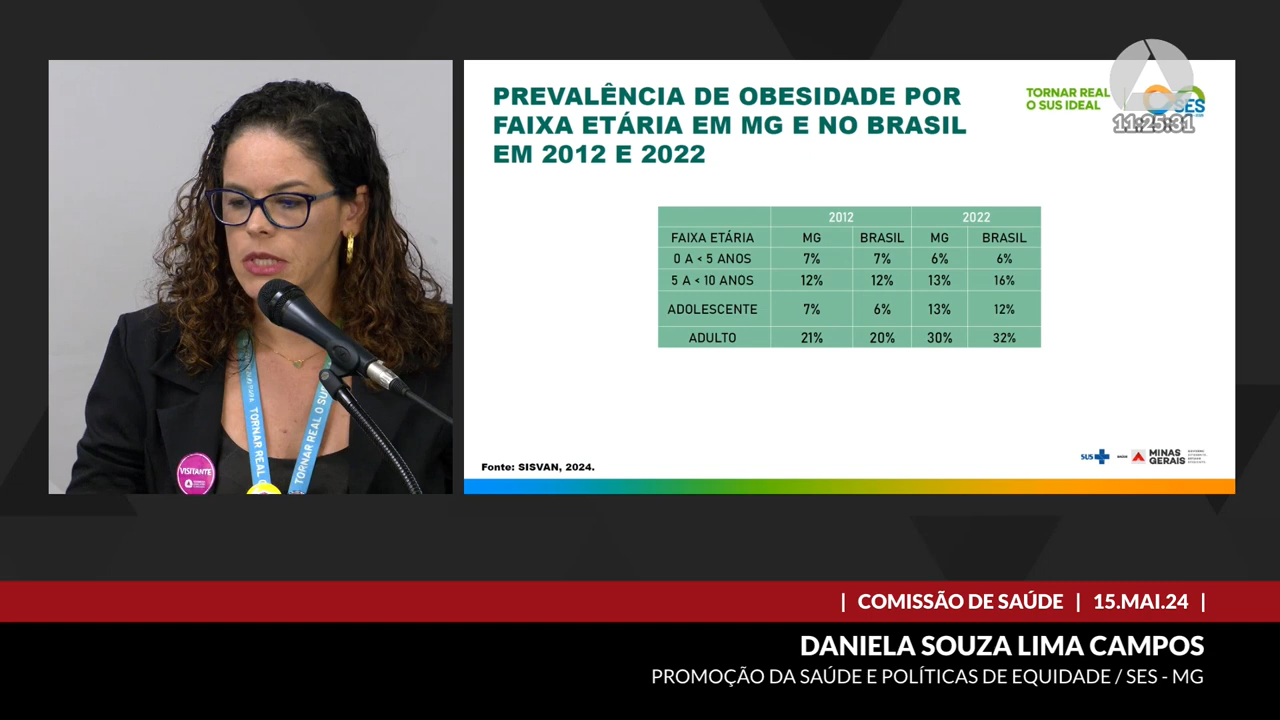 PREVALÊNCIA DE OBESIDADE POR
FAIXA ETÁRIA EM MG E NO BRASIL
EM 2012 E 2022
TORNAR REAL
O SUS IDEAL
SES
11:25:31
2012 2022
FAIXA ETÁRIA MG BRASIL MG BRASIL
0 A < 5 ANOS 7% 7% 6% 6%
5 A < 10 ANOS 12% 12% 13% 16%
ADOLESCENTE 7% 6% 13% 12%
ADULTO 21% 20% 30% 32%
Fonte: SISVAN, 2024.
SUS
MINAS
GERAIS
TORNAR REAL O
TORNAR REAL O SUS
VISITANTE
| COMISSÃO DE SAÚDE | 15.MAI.24 |
DANIELA SOUZA LIMA CAMPOS
PROMOÇÃO DA SAÚDE E POLÍTICAS DE EQUIDADE / SES - MG